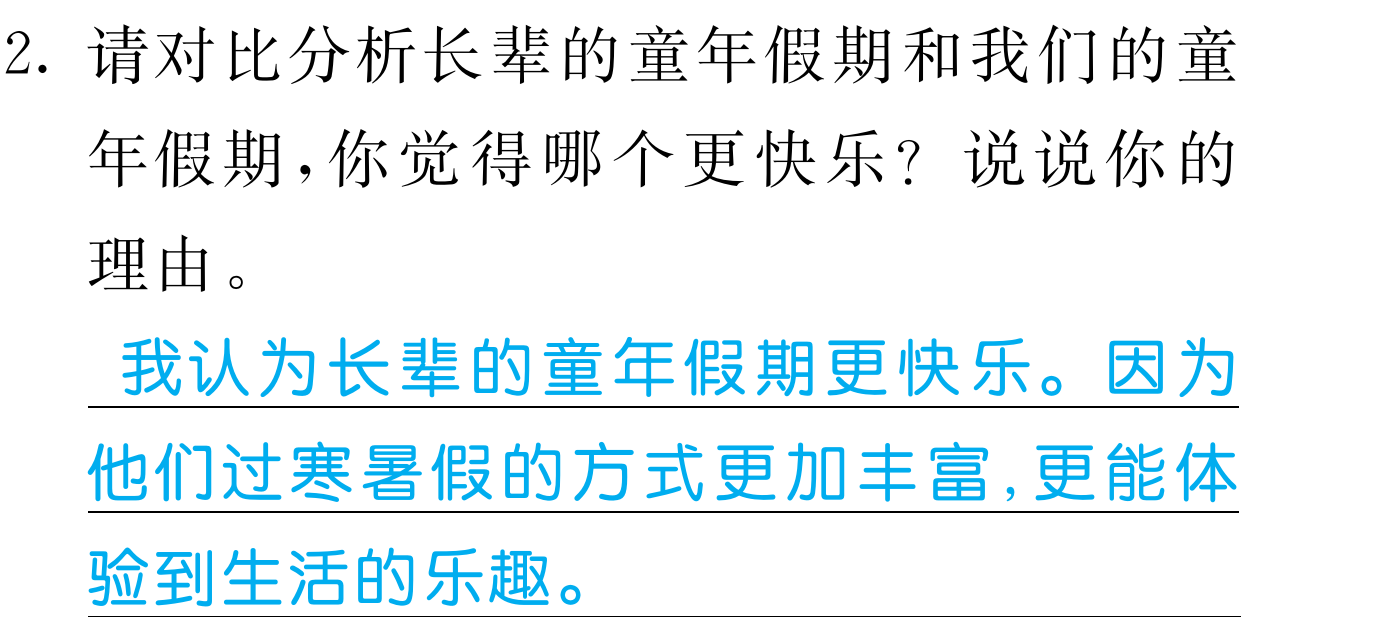 2. 请对比分析长辈的童年假期和我们的童
年假期,你觉得哪个更快乐? 说说你的
理由。
我认为长辈的童年假期更快乐。因为
他们过寒暑假的方式更加丰富,更能体
验到生活的乐趣。